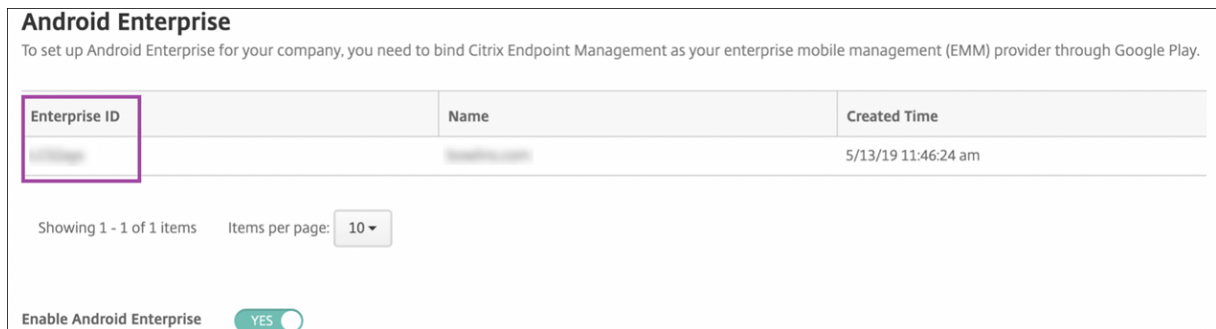 Android Enterprise
To set up Android Enterprise for your company, you need to bind Citrix Endpoint Management as your enterprise mobile management (EMM) provider through Google Play.
Enterprise ID Name Created Time
5/13/19 11:46:24 am
Showing 1 - 1 of 1 items Items per page: 10
Enable Android Enterprise YES